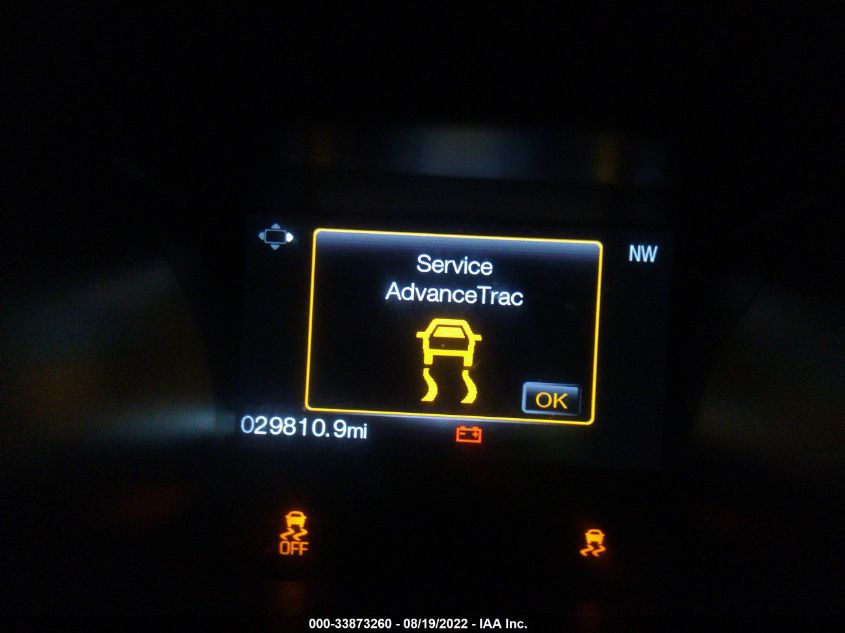 Service
AdvanceTrac
NW
OK
029810.9mi
OFF
000-33873260 - 08/19/2022 - IAA Inc.